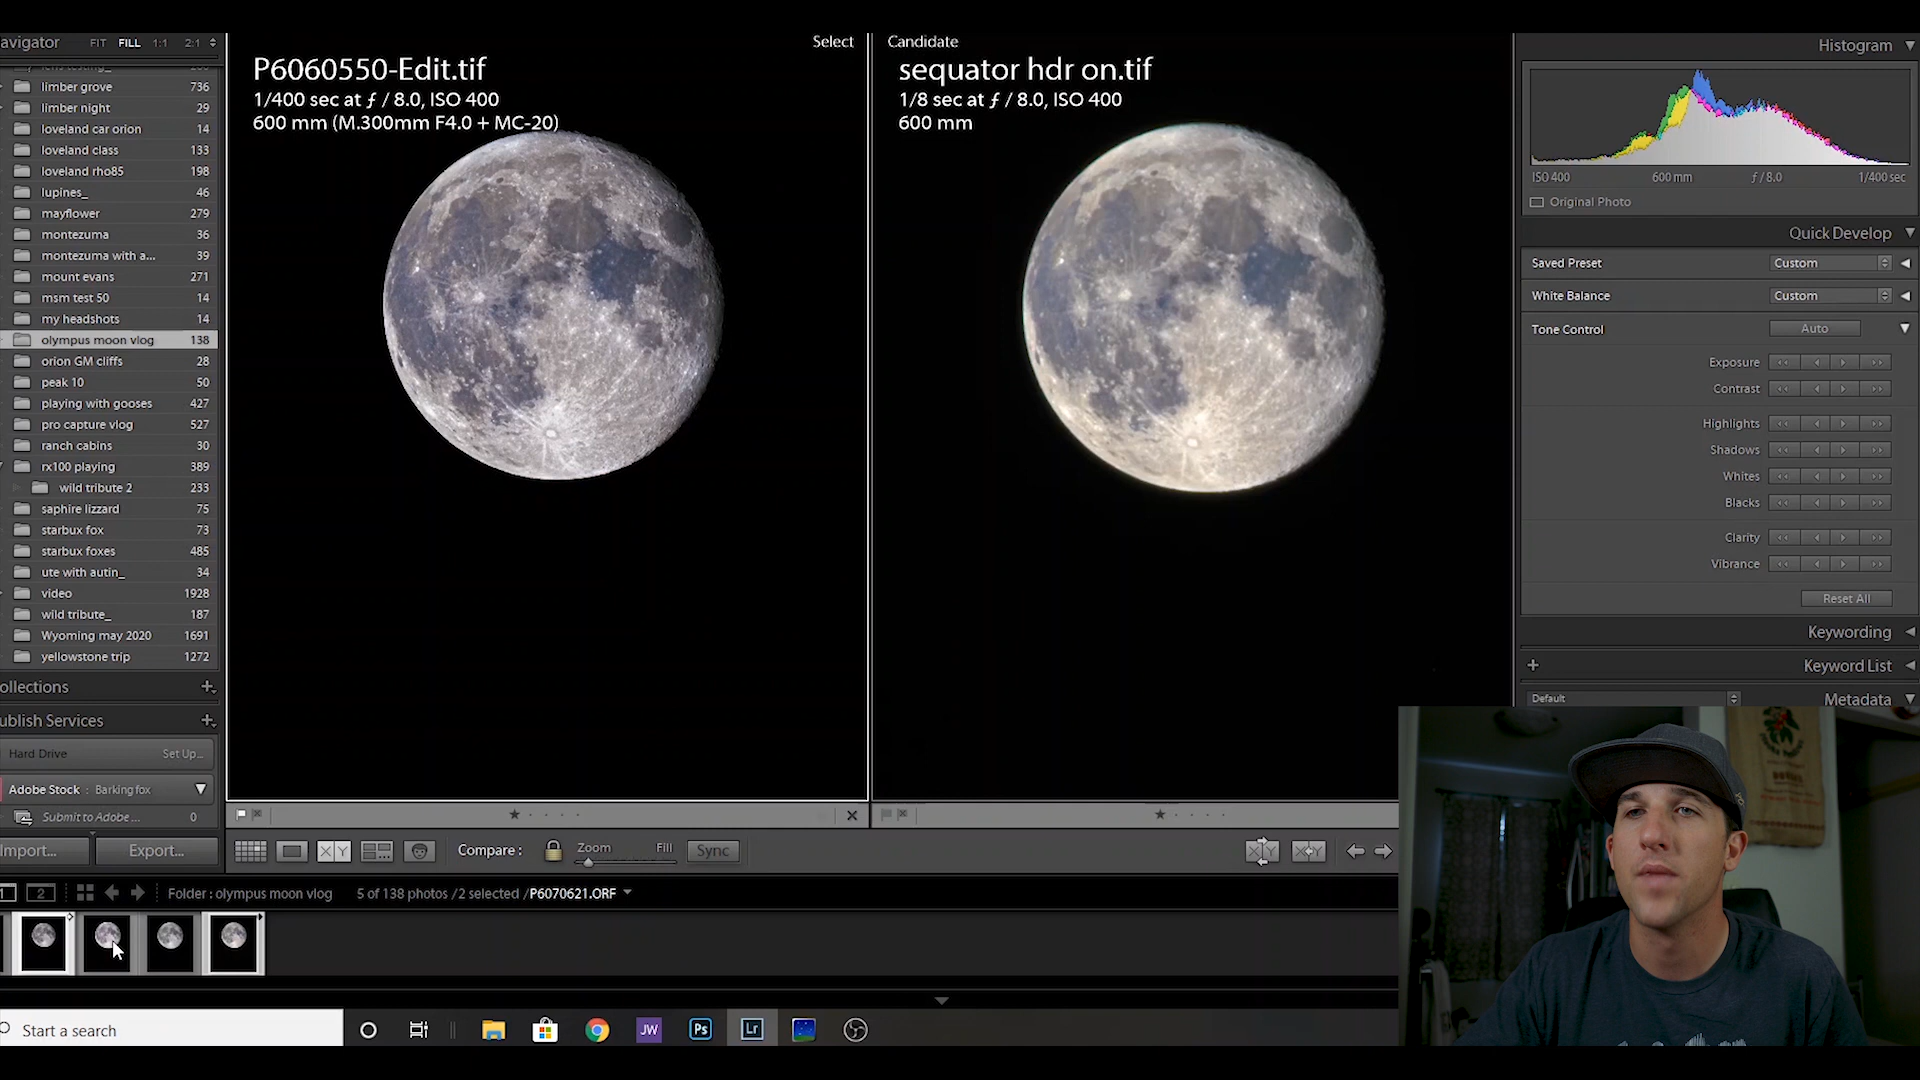 avigator FIT FILL 1:1 2:1
limber grove 736
limber night 29
loveland car orion 14
loveland class 133
loveland rho85 198
lupines_ 46
mayflower 279
montezuma 36
montezuma with a... 39
mount evans 271
msm test 50 14
my headshots 14
olympus moon vlog 138
orion GM cliffs 28
peak 10 50
playing with gooses 427
pro capture vlog 527
ranch cabins 30
rx100 playing 389
wild tribute 2 233
saphire lizzard 75
starbux fox 73
starbux foxes 485
ute with autin_ 34
video 1928
wild tribute_ 187
Wyoming may 2020 1691
yellowstone trip 1272
ollections
ublish Services
Hard Drive Set Up...
Adobe Stock : Barkingfox
Submit to Adobe ... 0
mport... Export...
Select
P6060550-Edit.tif
1/400 sec at ƒ / 8.0, ISO 400
600 mm (M.300mm F4.0 + MC-20)
Candidate
sequator hdr on.tif
1/8 sec at ƒ / 8.0, ISO 400
600 mm
Histogram
ISO 400 600 mm ƒ / 8.0 1/400 sec
Original Photo
Quick Develop
Saved Preset Custom
White Balance Custom
Tone Control Auto
Exposure
Contrast
Highlights
Shadows
Whites
Blacks
Clarity
Vibrance
Reset All
Keywording
Keyword List
Default Metadata
XY Compare : Zoom Fill Sync
2 Folder : olympus moon vlog 5 of 138 photos /2 selected /P6070621.ORF
Start a search
JW Ps Lr